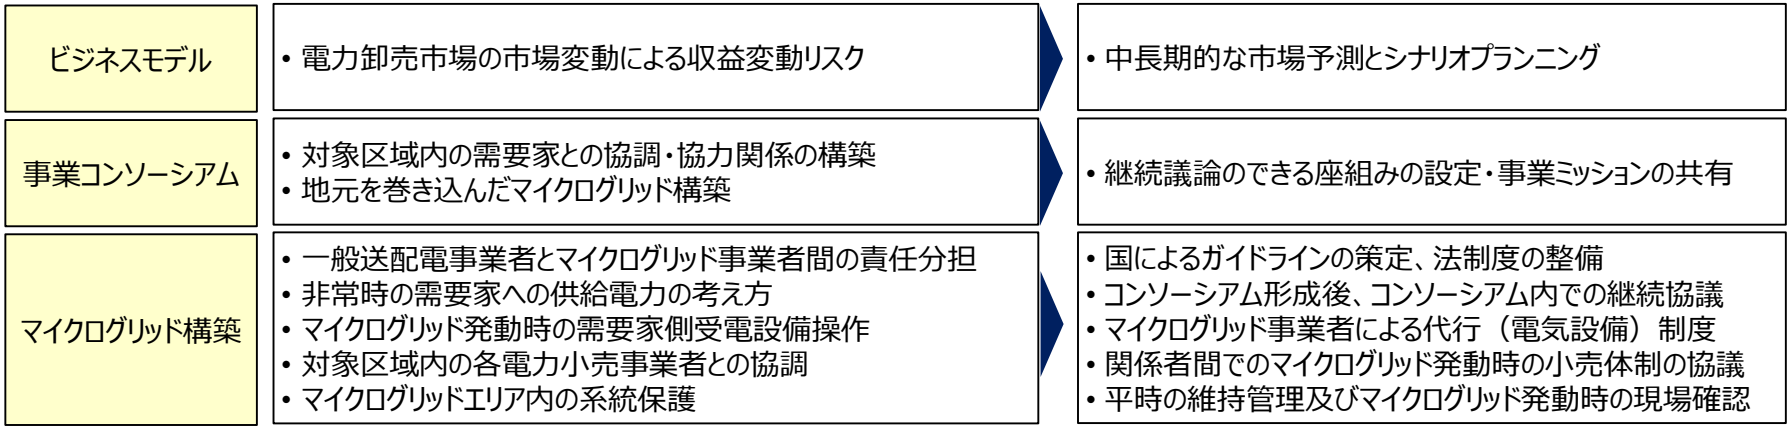 ビジネスモデル
• 電力卸売市場の市場変動による収益変動リスク
• 中長期的な市場予測とシナリオプランニング
事業コンソーシアム
• 対象区域内の需要家との協調・協力関係の構築
• 地元を巻き込んだマイクログリッド構築
• 継続議論のできる座組みの設定・事業ミッションの共有
マイクログリッド構築
• 一般送配電事業者とマイクログリッド事業者間の責任分担
• 非常時の需要家への供給電力の考え方
• マイクログリッド発動時の需要家側受電設備操作
• 対象区域内の各電力小売事業者との協調
• マイクログリッドエリア内の系統保護
• 国によるガイドラインの策定、法制度の整備
• コンソーシアム形成後、コンソーシアム内での継続協議
• マイクログリッド事業者による代行（電気設備）制度
• 関係者間でのマイクログリッド発動時の小売体制の協議
• 平時の維持管理及びマイクログリッド発動時の現場確認